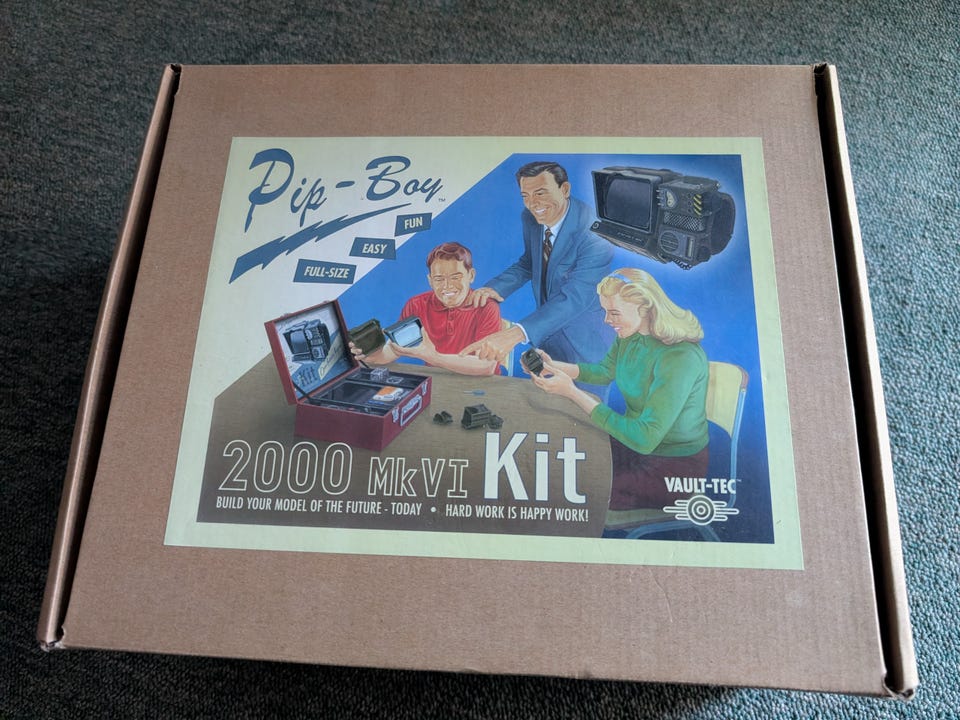 Pip-Boy™
FUN
EASY
FULL-SIZE
2000 MkVI Kit
BUILD YOUR MODEL OF THE FUTURE - TODAY • HARD WORK IS HAPPY WORK!
VAULT-TEC